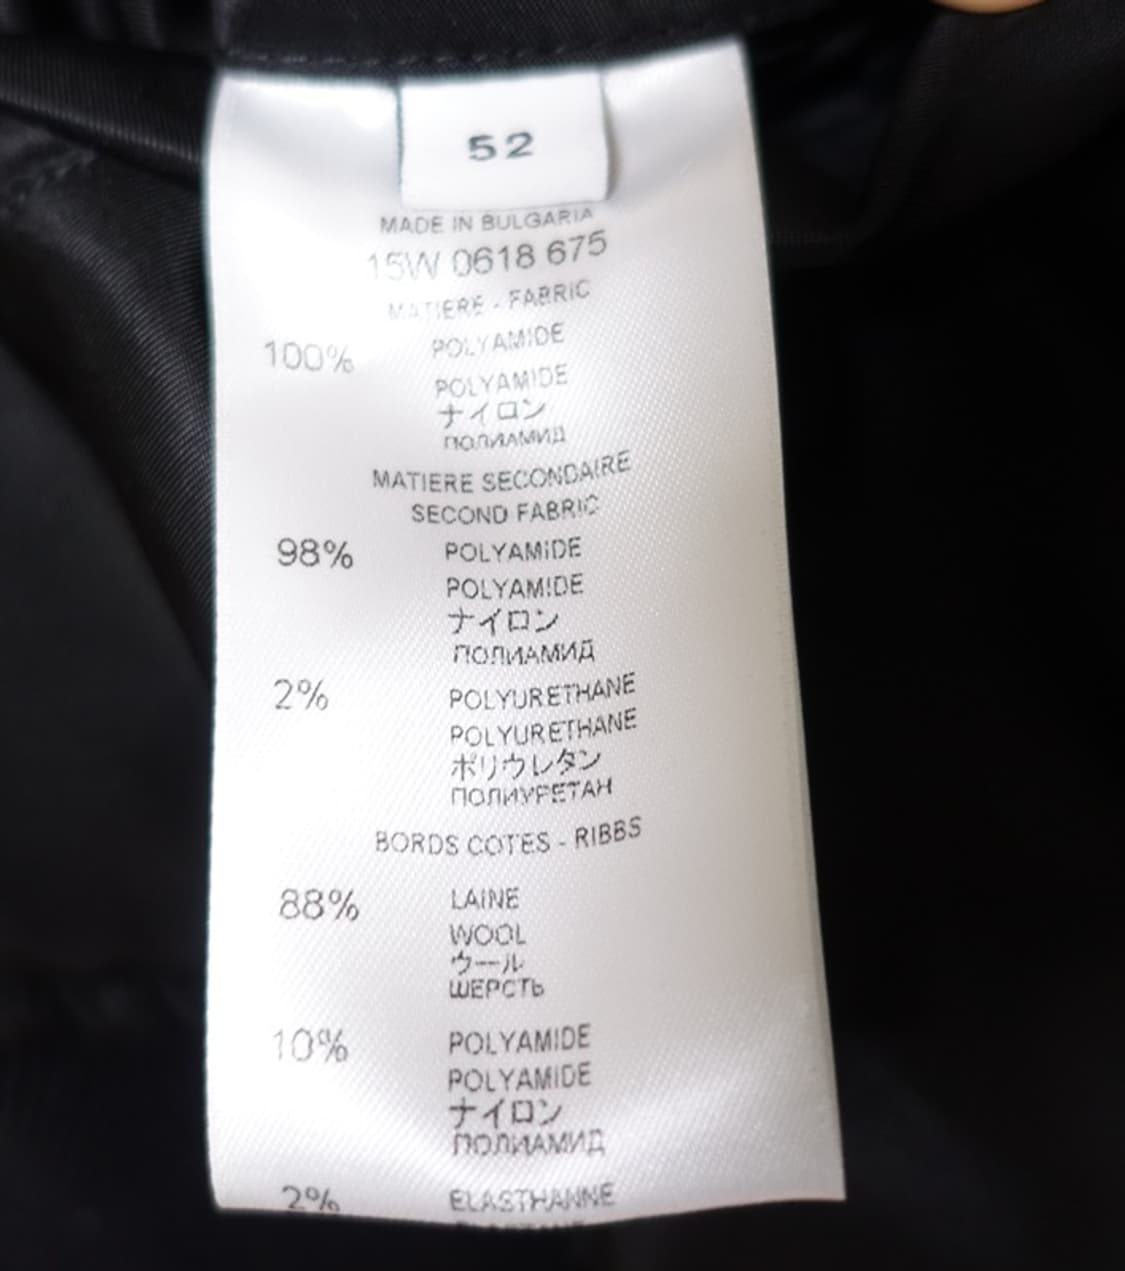 52
MADE IN BULGARIA
15W 0618 675
MATIERE - FABRIC
100% POLYAMIDE
POLYAMIDE
ナイロン
ПОЛИАМИД
MATIERE SECONDAIRE
SECOND FABRIC
98% POLYAMIDE
POLYAMIDE
ナイロン
ПОЛИАМИД
2% POLYURETHANE
POLYURETHANE
ポリウレタン
ПОЛИУРЕТАН
BORDS COTES - RIBBS
88% LAINE
WOOL
ウール
ШЕРСТЬ
10% POLYAMIDE
POLYAMIDE
ナイロン
ПОЛИАМИД
2% ELASTHANNE